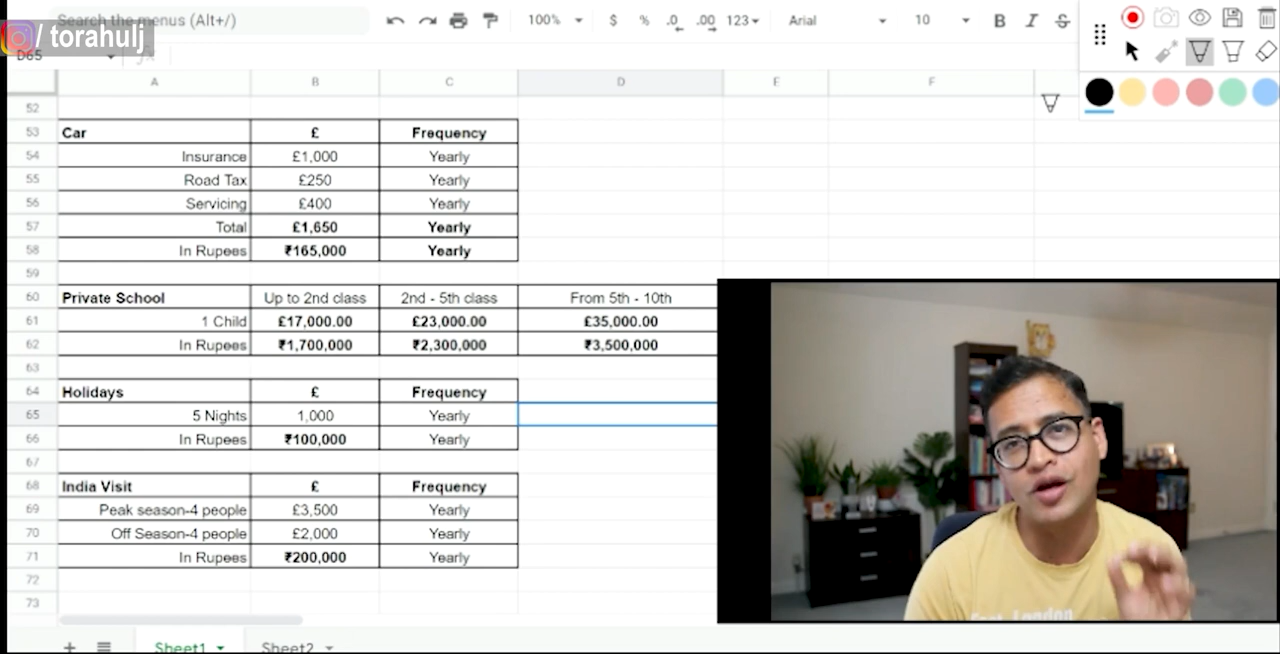 Search the menus (Alt+/)
100%
$ % .0 .00 123
Arial
10
B I S
/ torahulj
D65
fx
A B C D E F
52
53 Car £ Frequency
54 Insurance £1,000 Yearly
55 Road Tax £250 Yearly
56 Servicing £400 Yearly
57 Total £1,650 Yearly
58 In Rupees ₹165,000 Yearly
59
60 Private School Up to 2nd class 2nd - 5th class From 5th - 10th
61 1 Child £17,000.00 £23,000.00 £35,000.00
62 In Rupees ₹1,700,000 ₹2,300,000 ₹3,500,000
63
64 Holidays £ Frequency
65 5 Nights 1,000 Yearly
66 In Rupees ₹100,000 Yearly
67
68 India Visit £ Frequency
69 Peak season-4 people £3,500 Yearly
70 Off Season-4 people £2,000 Yearly
71 In Rupees ₹200,000 Yearly
72
73
East London
Sheet1 Sheet2